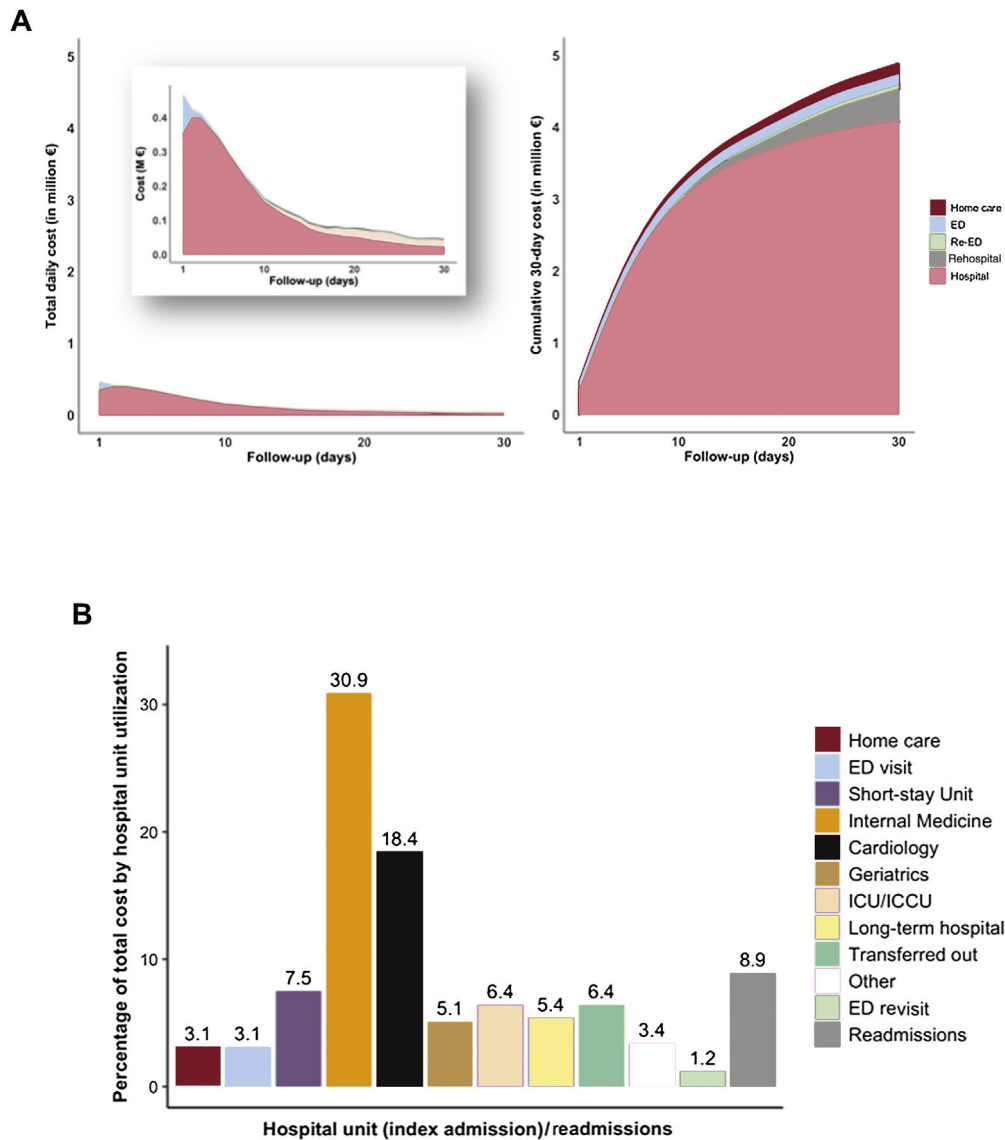 A
Total daily cost (in million €)
5
4
3
2
1
0
1 10 20 30
Follow-up (days)
Cost (M €)
0.4
0.3
0.2
0.1
0.0
1 10 20 30
Follow-up (days)
Cumulative 30-day cost (in million €)
5
4
3
2
1
0
1 10 20 30
Follow-up (days)
Home care
ED
Re-ED
Rehospital
Hospital
B
Percentage of total cost by hospital unit utilization
30
20
10
0
3.1
3.1
7.5
30.9
18.4
5.1
6.4
5.4
6.4
3.4
1.2
8.9
Hospital unit (index admission)/readmissions
Home care
ED visit
Short-stay Unit
Internal Medicine
Cardiology
Geriatrics
ICU/ICCU
Long-term hospital
Transferred out
Other
ED revisit
Readmissions